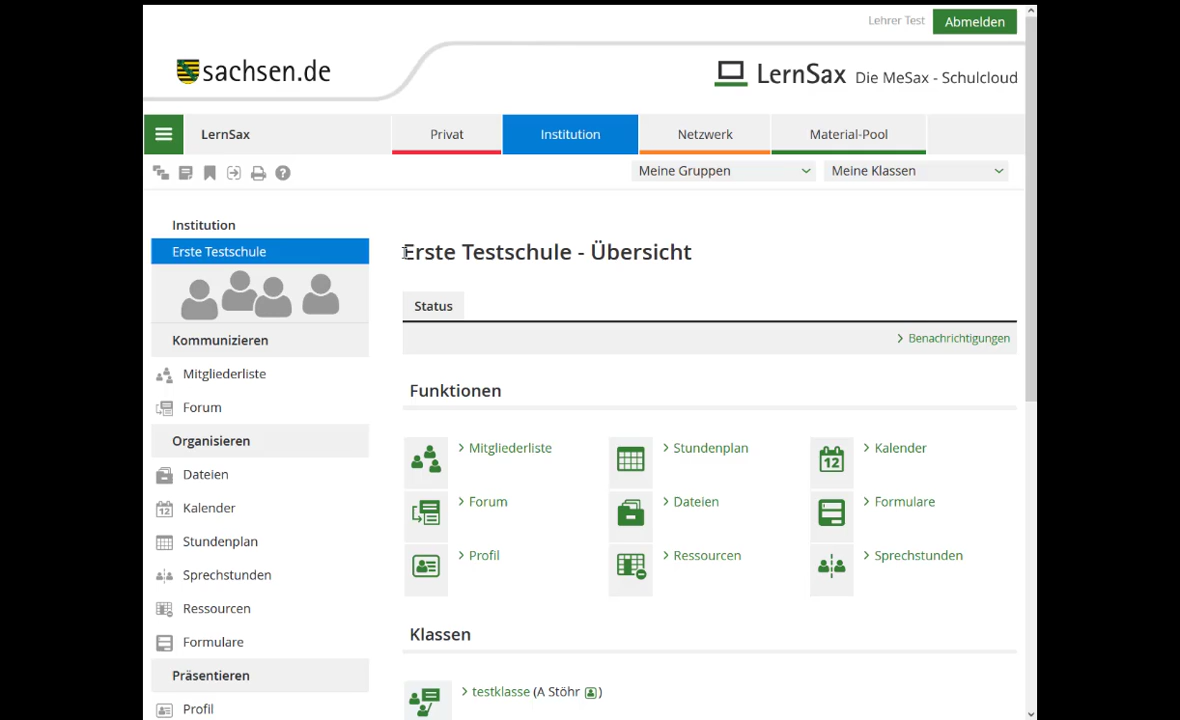 Lehrer Test Abmelden
sachsen.de
LernSax Die MeSax - Schulcloud
LernSax Privat Institution Netzwerk Material-Pool
Meine Gruppen Meine Klassen
Institution
Erste Testschule
Kommunizieren
Mitgliederliste
Forum
Organisieren
Dateien
Kalender
Stundenplan
Sprechstunden
Ressourcen
Formulare
Präsentieren
Profil
Erste Testschule - Übersicht
Status
Benachrichtigungen
Funktionen
Mitgliederliste Stundenplan Kalender
12
Forum Dateien Formulare
Profil Ressourcen Sprechstunden
Klassen
testklasse (A Stöhr)